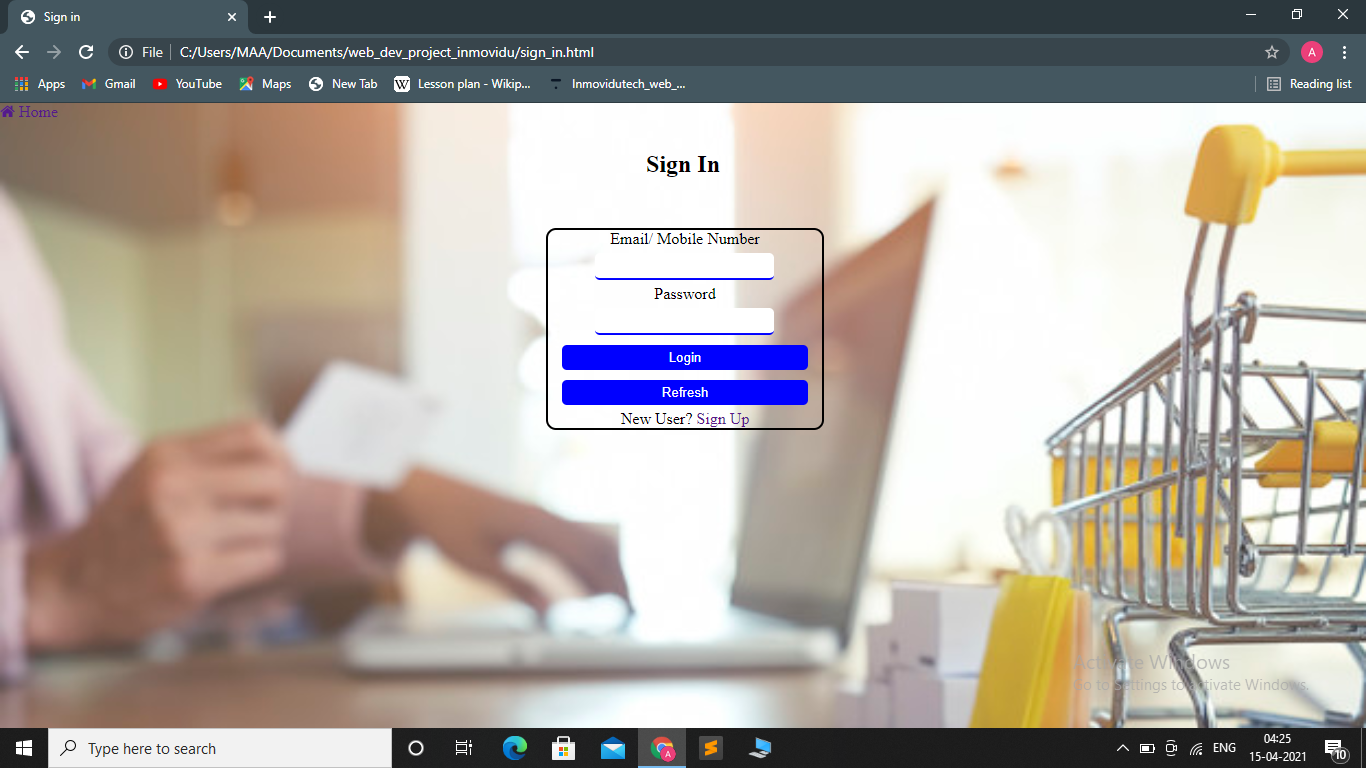 Sign in
File C:/Users/MAA/Documents/web_dev_project_inmovidu/sign_in.html
A
Apps Gmail YouTube Maps New Tab W Lesson plan - Wikip... Inmovidutech_web_... Reading list
Home
Sign In
Email/ Mobile Number
Password
Login
Refresh
New User? Sign Up
Activate Windows
Go to Settings to activate Windows.
Type here to search
A
ENG
04:25
15-04-2021
10